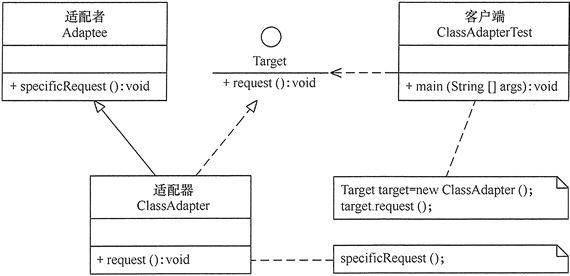 适配者
Adaptee
+ specificRequest ():void
Target
+ request ():void
客户端
ClassAdapterTest
+ main (String [] args):void
适配器
ClassAdapter
+ request ():void
Target target=new ClassAdapter ();
target.request ();
specificRequest ();